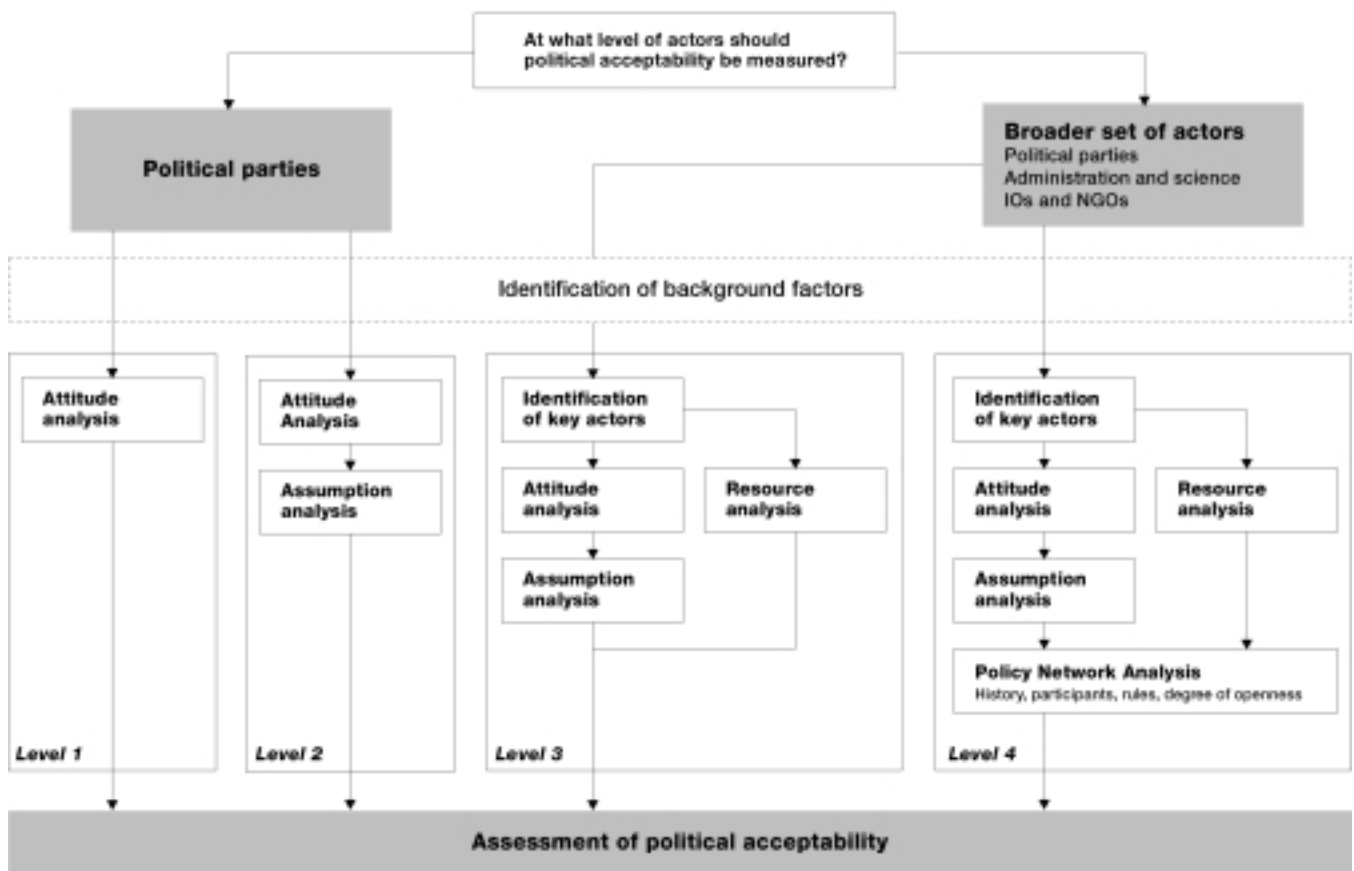 At what level of actors should
political acceptability be measured?
Political parties
Broader set of actors
Political parties
Administration and science
IOs and NGOs
Identification of background factors
Attitude
analysis
Level 1
Attitude
Analysis
Assumption
analysis
Level 2
Identification
of key actors
Attitude
analysis
Resource
analysis
Assumption
analysis
Level 3
Identification
of key actors
Attitude
analysis
Resource
analysis
Assumption
analysis
Policy Network Analysis
History, participants, rules, degree of openness
Level 4
Assessment of political acceptability